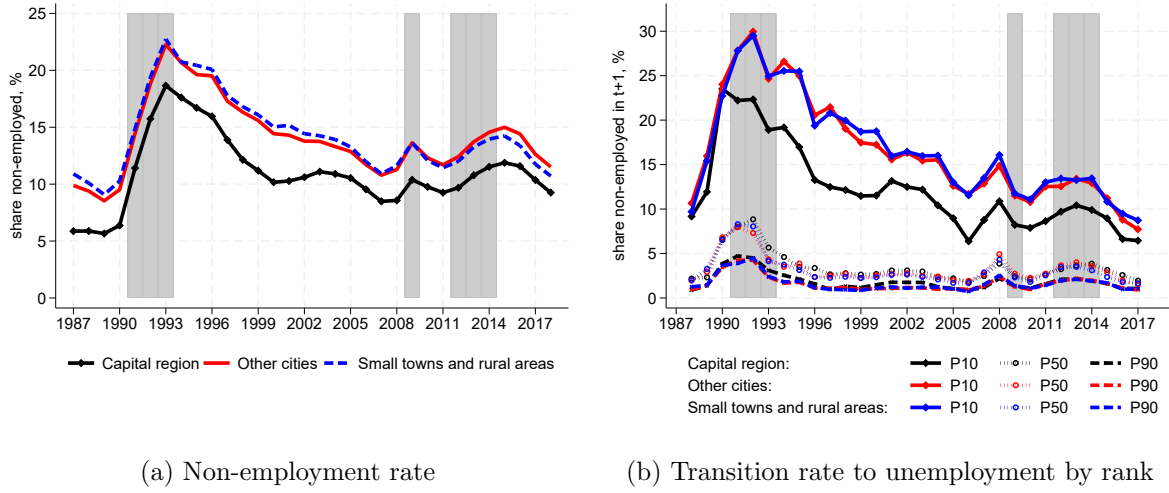 share non-employed, %
25
20
15
10
5
0
1987 1990 1993 1996 1999 2002 2005 2008 2011 2014 2017
Capital region Other cities Small towns and rural areas
(a) Non-employment rate
share non-employed in t+1, %
30
25
20
15
10
5
0
1987 1990 1993 1996 1999 2002 2005 2008 2011 2014 2017
Capital region: P10 P50 P90
Other cities: P10 P50 P90
Small towns and rural areas: P10 P50 P90
(b) Transition rate to unemployment by rank